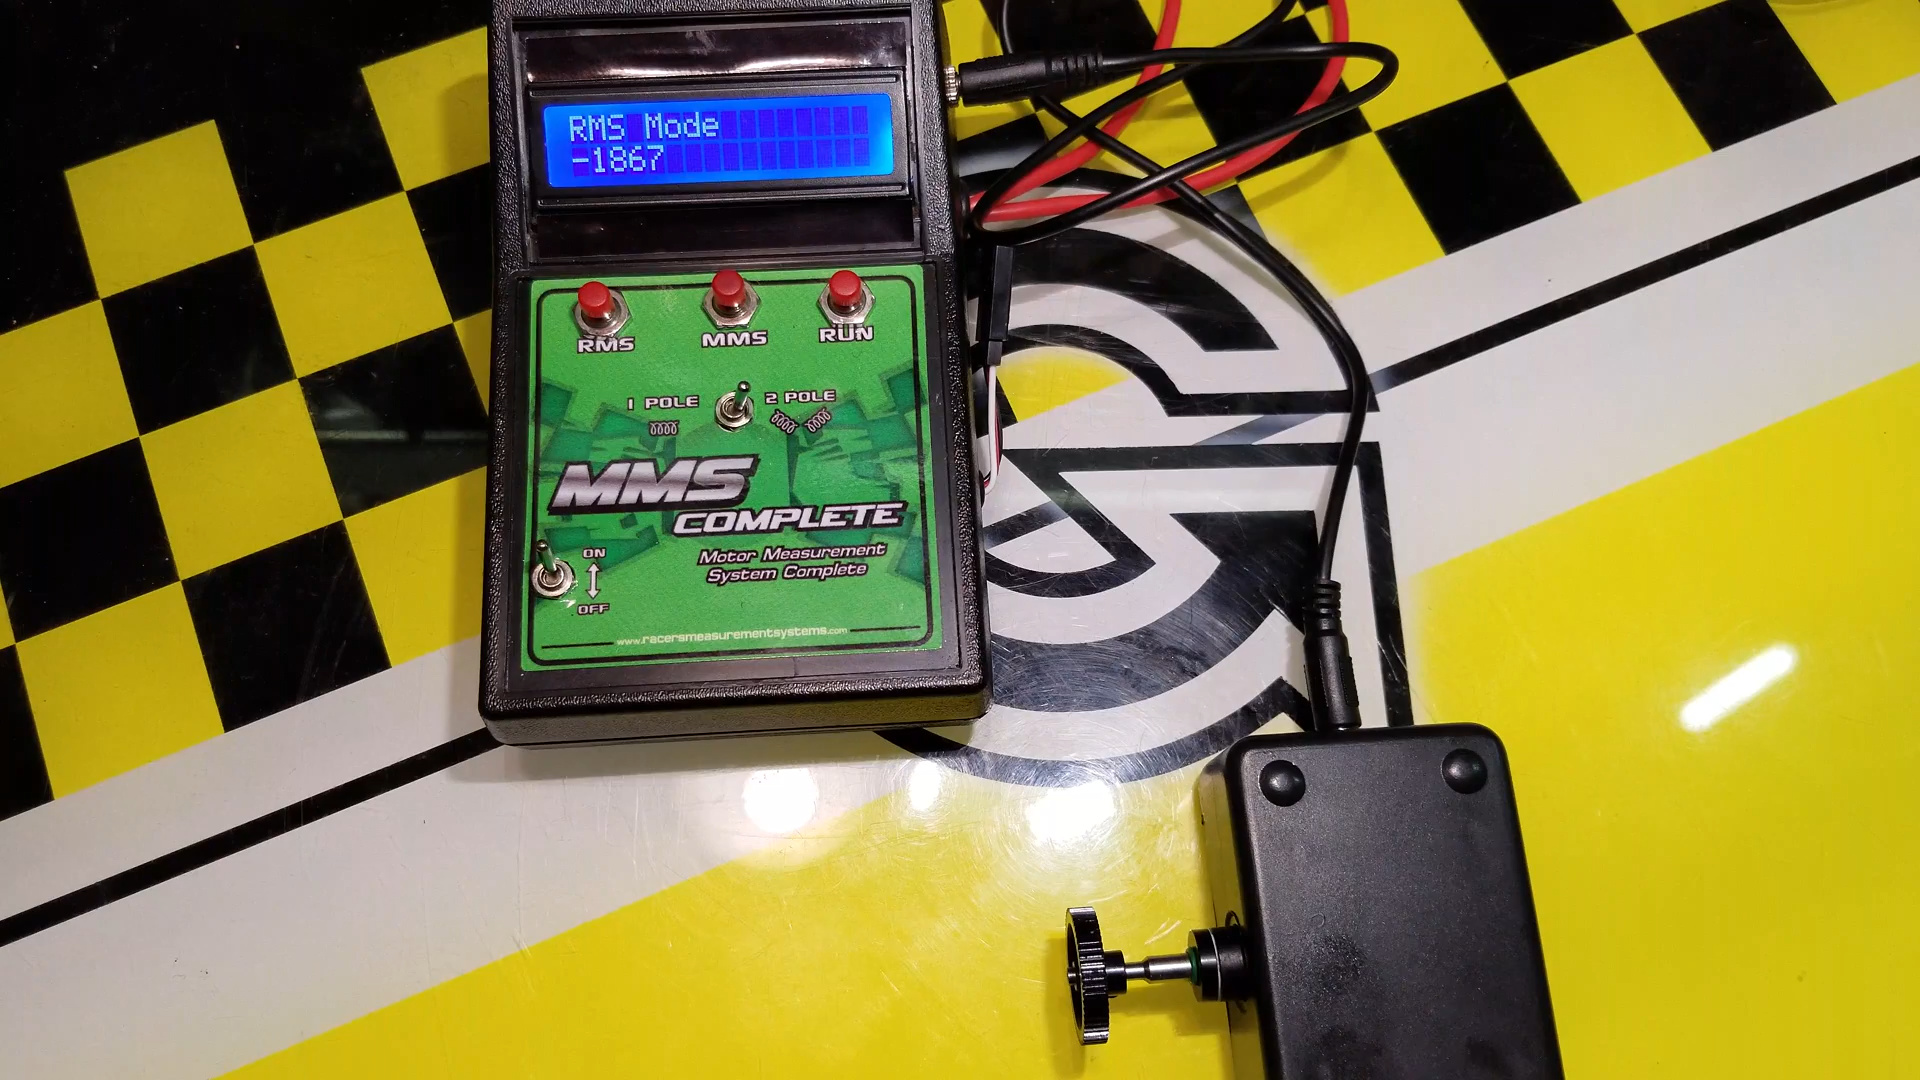 RMS Mode
-1867
RMS
MMS
RUN
1 POLE
2 POLE
MMS
COMPLETE
Motor Measurement
System Complete
ON
OFF
www.racersmeasurementsystems.com